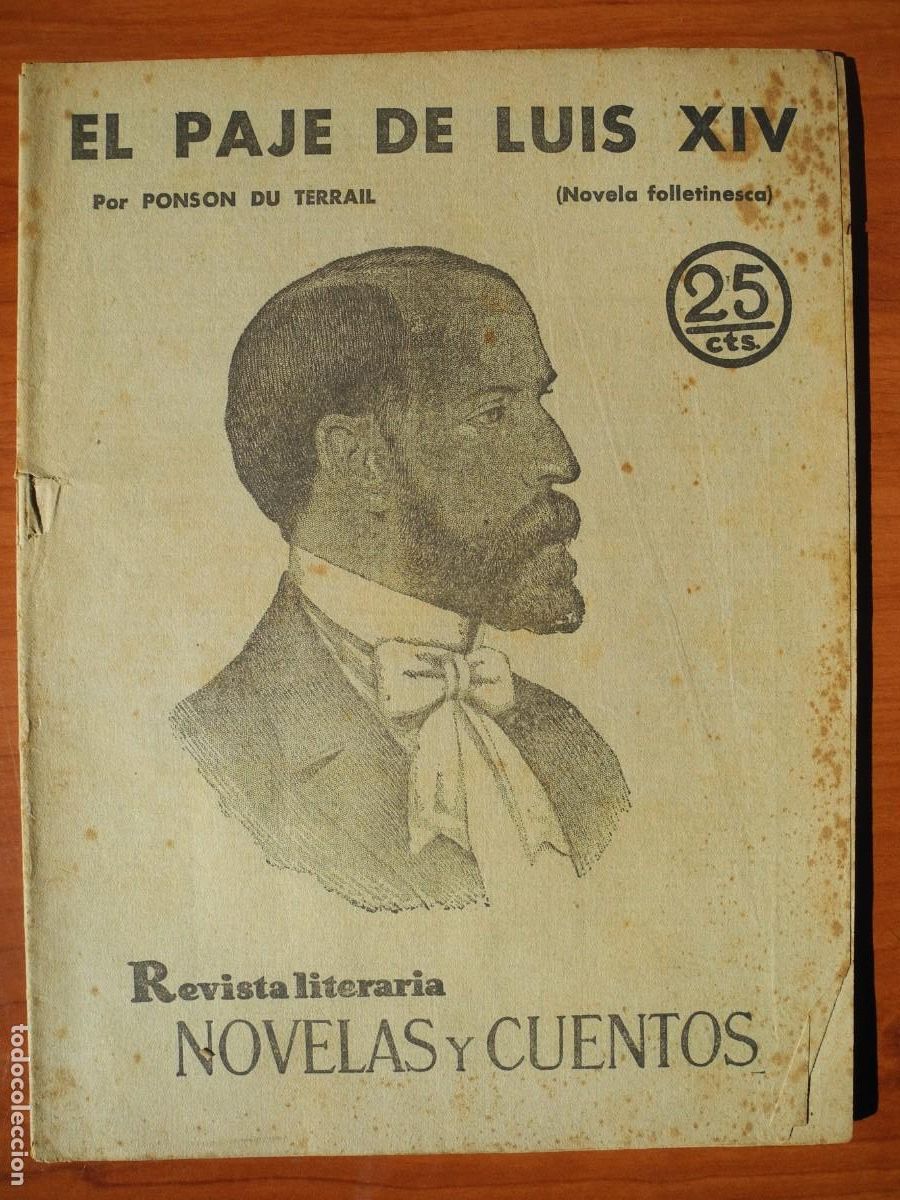 EL PAJE DE LUIS XIV
Por PONSON DU TERRAIL
(Novela folletinesca)
25
cts.
Revista literaria
NOVELAS Y CUENTOS
todocoleccion